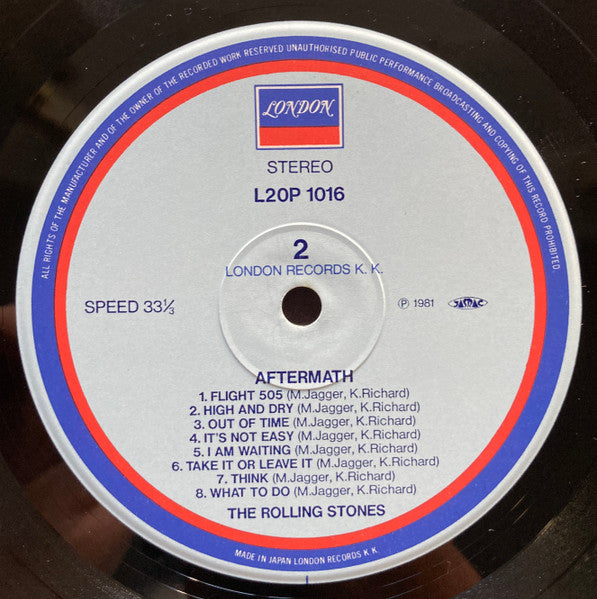 ALL RIGHTS OF THE MANUFACTURER AND OF THE OWNER OF THE RECORDED WORK RESERVED UNAUTHORISED PUBLIC PERFORMANCE BROADCASTING AND COPYING OF THIS RECORD PROHIBITED.
LONDON
STEREO
L20P 1016
2
LONDON RECORDS K. K.
SPEED 33⅓
Ⓟ 1981 JASRAC
AFTERMATH
1. FLIGHT 505 (M.Jagger, K.Richard)
2. HIGH AND DRY (M.Jagger, K.Richard)
3. OUT OF TIME (M.Jagger, K.Richard)
4. IT'S NOT EASY (M.Jagger, K.Richard)
5. I AM WAITING (M.Jagger, K.Richard)
6. TAKE IT OR LEAVE IT (M.Jagger, K.Richard)
7. THINK (M.Jagger, K.Richard)
8. WHAT TO DO (M.Jagger, K.Richard)
THE ROLLING STONES
MADE IN JAPAN LONDON RECORDS K.K.